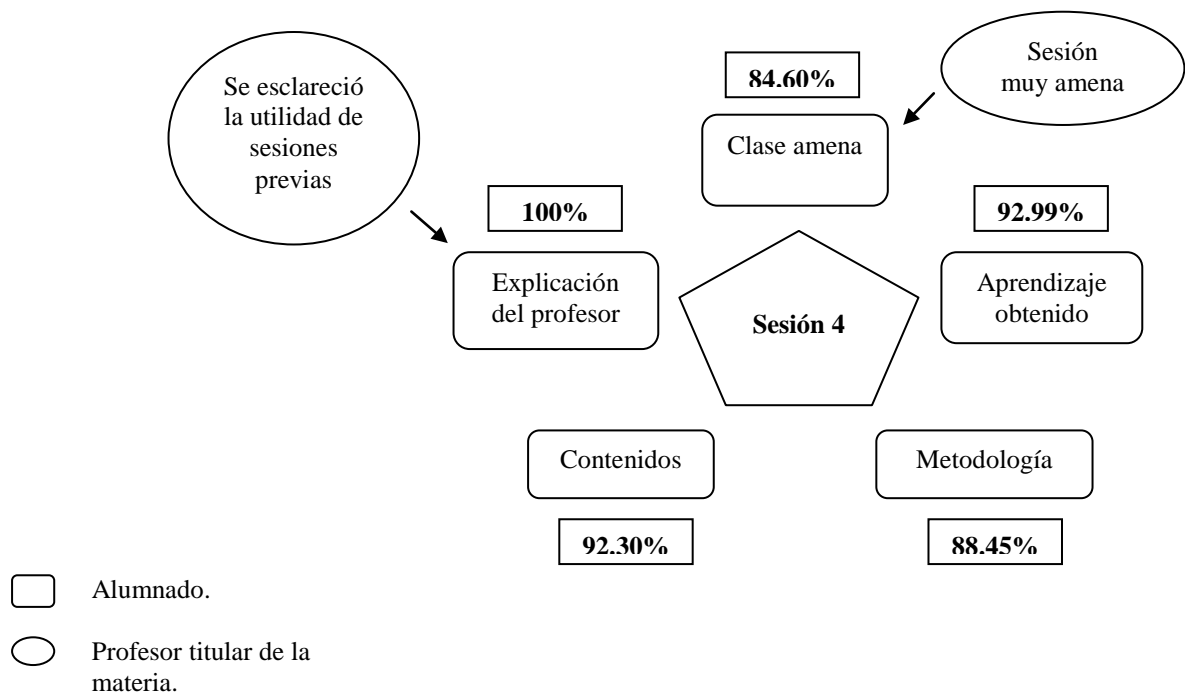 Se esclareció
la utilidad de
sesiones
previas
84.60%
Sesión
muy amena
Clase amena
100%
92.99%
Explicación
del profesor
Sesión 4
Aprendizaje
obtenido
Contenidos
Metodología
92.30%
88.45%
Alumnado.
Profesor titular de la
materia.